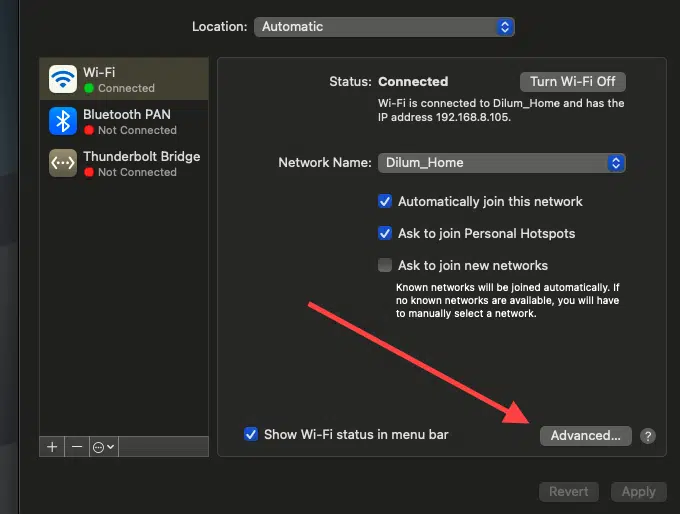 Location: Automatic
Wi-Fi
Connected
Bluetooth PAN
Not Connected
Thunderbolt Bridge
Not Connected
Status: Connected
Turn Wi-Fi Off
Wi-Fi is connected to Dilum_Home and has the
IP address 192.168.8.105.
Network Name: Dilum_Home
Automatically join this network
Ask to join Personal Hotspots
Ask to join new networks
Known networks will be joined automatically. If
no known networks are available, you will have
to manually select a network.
Show Wi-Fi status in menu bar
Advanced...
?
Revert
Apply